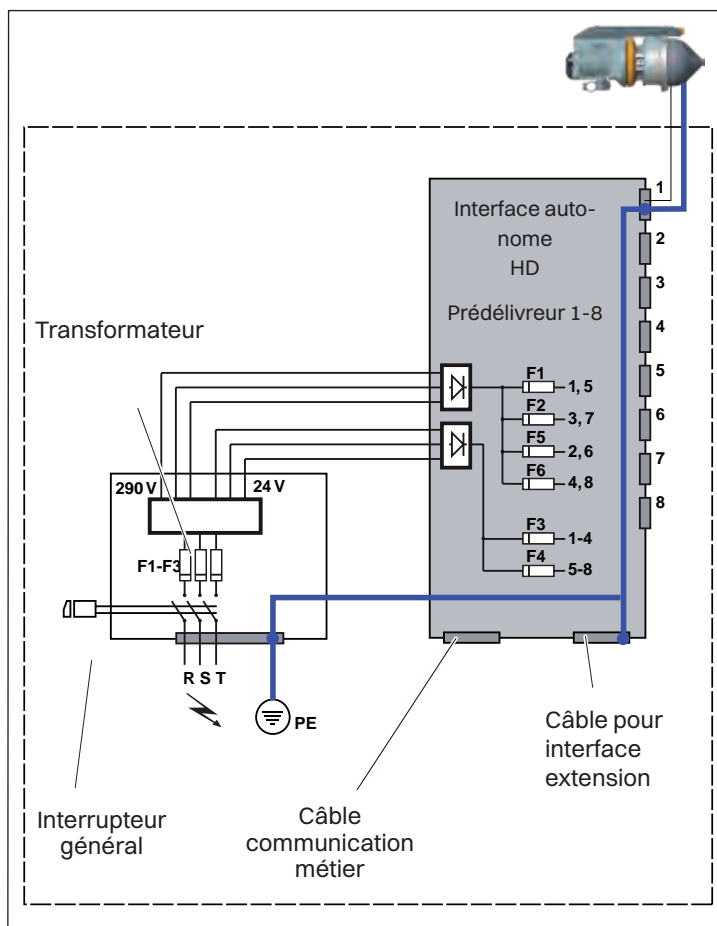 1
Interface auto-
nome
HD
2
3
Prédélivreur 1-8
Transformateur
4
5
F1
1, 5
F2
3, 7
6
F5
2, 6
7
F6
4, 8
290 V
24 V
8
F3
1-4
F1-F3
F4
5-8
R S T
PE
Câble pour
interface
extension
Interrupteur
général
Câble
communication
métier